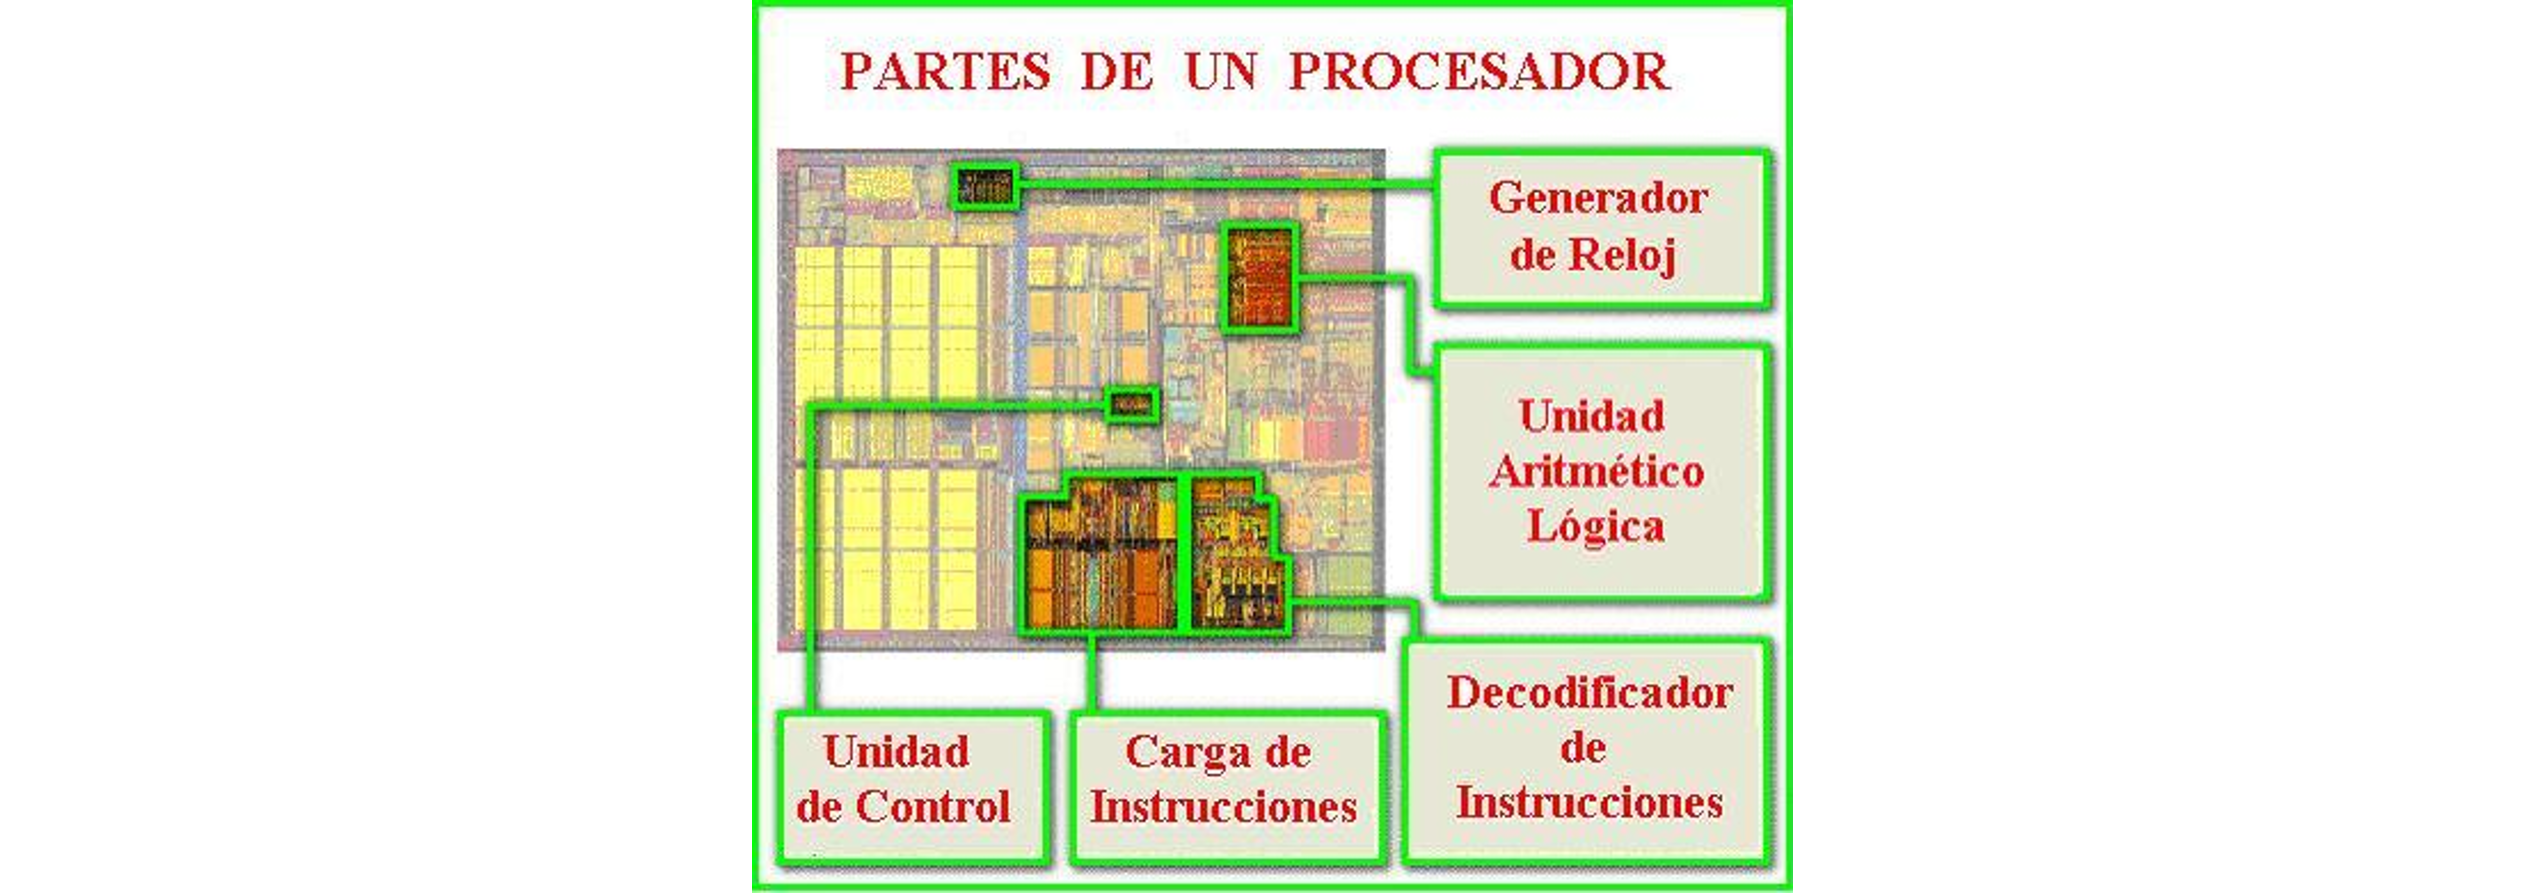 PARTES DE UN PROCESADOR
Generador
de Reloj
Unidad
Aritmético
Lógica
Decodificador
de
Instrucciones
Unidad
de Control
Carga de
Instrucciones